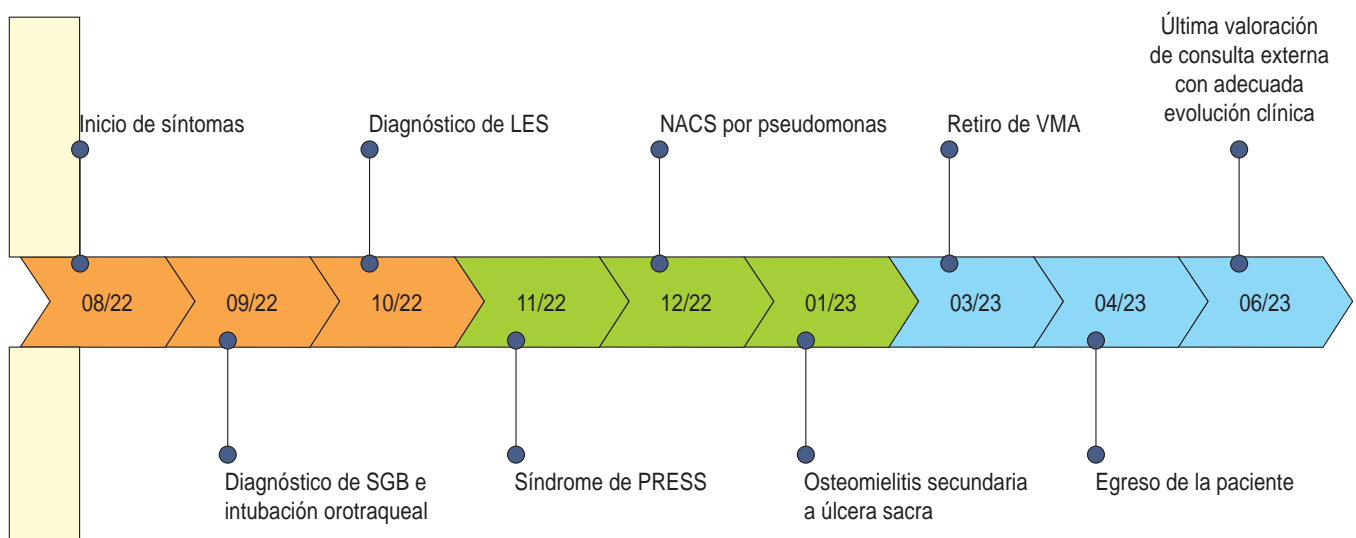 Última valoración
de consulta externa
con adecuada
evolución clínica
Inicio de síntomas
Diagnóstico de LES
NACS por pseudomonas
Retiro de VMA
08/22
09/22
10/22
11/22
12/22
01/23
03/23
04/23
06/23
Diagnóstico de SGB e
intubación orotraqueal
Síndrome de PRESS
Osteomielitis secundaria
a úlcera sacra
Egreso de la paciente